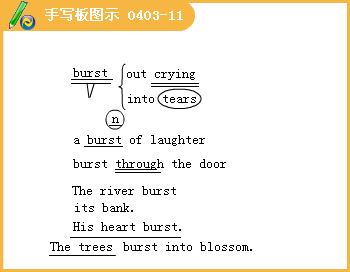 手写板图示 0403-11
burst out crying
V into tears
n
a burst of laughter
burst through the door
The river burst
its bank.
His heart burst.
The trees burst into blossom.